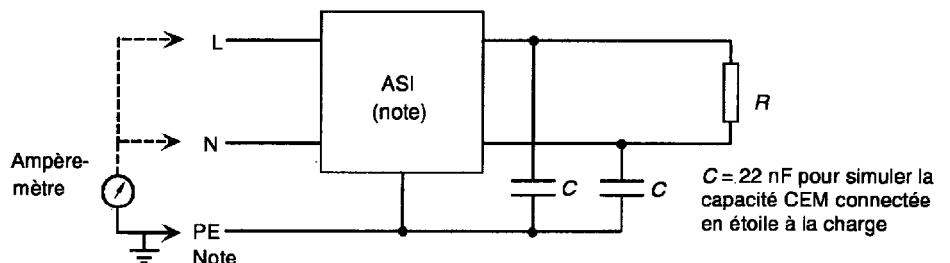 L
ASI
(note)
R
N
Ampère-
mètre
C
C
C = 22 nF pour simuler la
capacité CEM connectée
en étoile à la charge
PE
Note